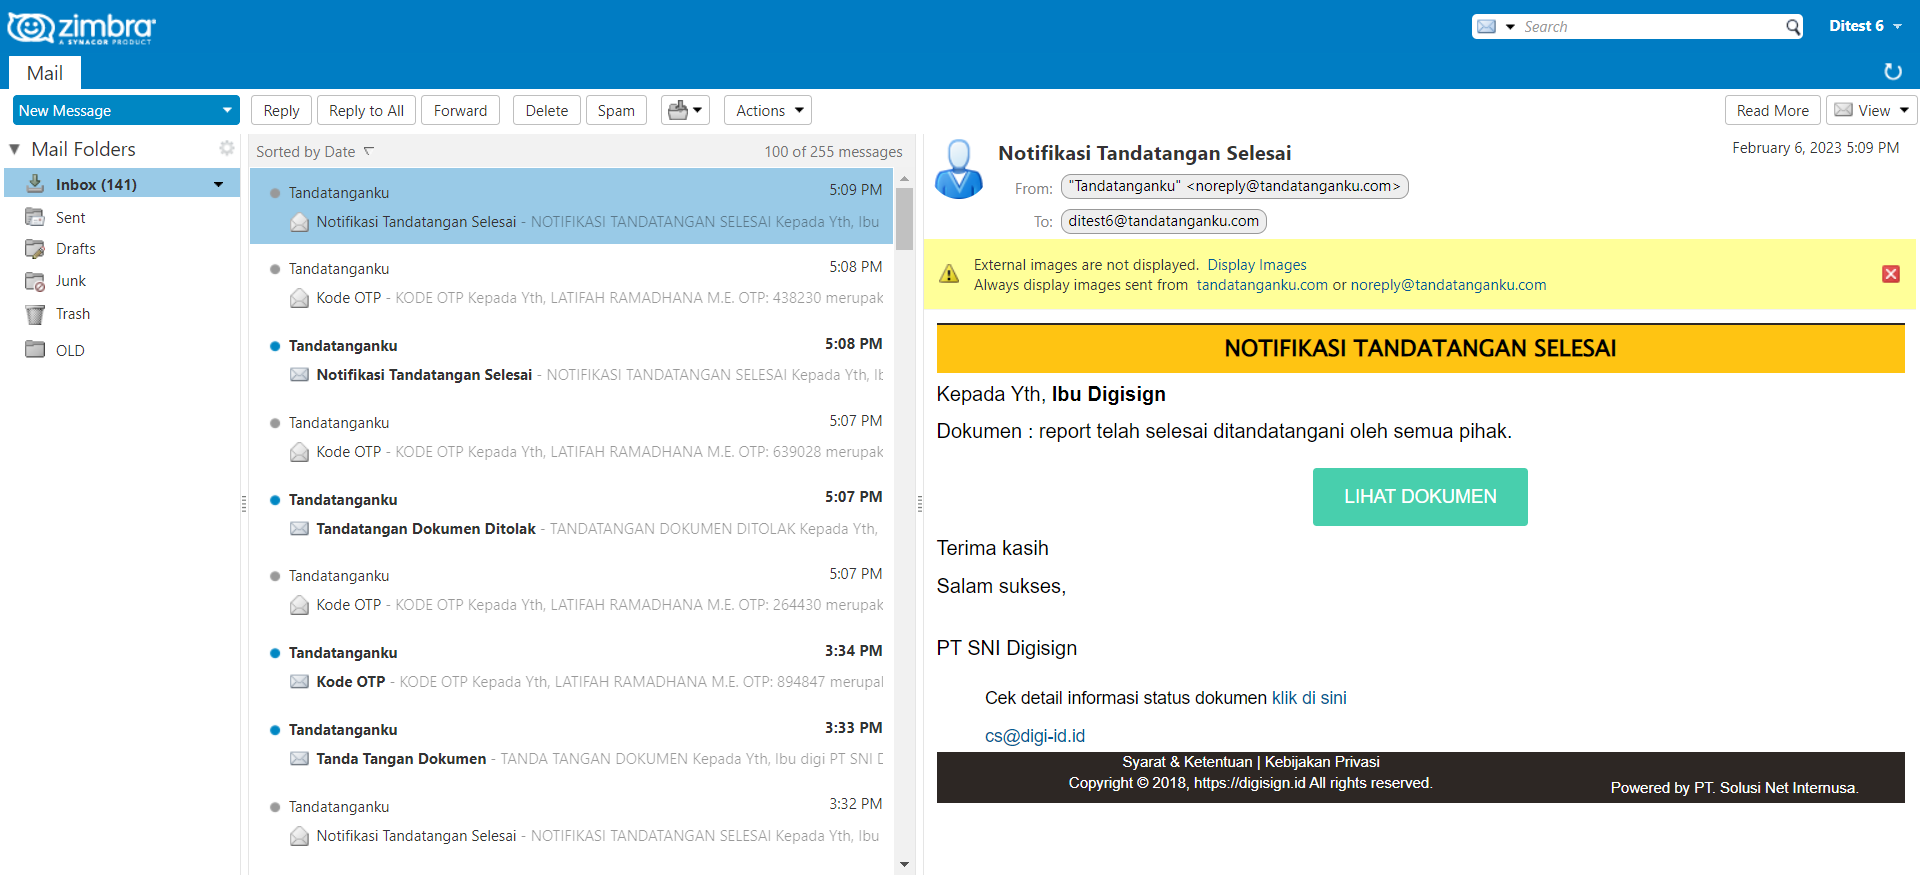 zimbra
A SYNACOR PRODUCT
Search
Ditest 6
Mail
New Message
Reply
Reply to All
Forward
Delete
Spam
Actions
Read More
View
Mail Folders
Inbox (141)
Sent
Drafts
Junk
Trash
OLD
Sorted by Date
100 of 255 messages
Tandatanganku 5:09 PM
Notifikasi Tandatangan Selesai - NOTIFIKASI TANDATANGAN SELESAI Kepada Yth, Ibu
Tandatanganku 5:08 PM
Kode OTP - KODE OTP Kepada Yth, LATIFAH RAMADHANA M.E. OTP: 438230 merupak
Tandatanganku 5:08 PM
Notifikasi Tandatangan Selesai - NOTIFIKASI TANDATANGAN SELESAI Kepada Yth, Ib
Tandatanganku 5:07 PM
Kode OTP - KODE OTP Kepada Yth, LATIFAH RAMADHANA M.E. OTP: 639028 merupak
Tandatanganku 5:07 PM
Tandatangan Dokumen Ditolak - TANDATANGAN DOKUMEN DITOLAK Kepada Yth,
Tandatanganku 5:07 PM
Kode OTP - KODE OTP Kepada Yth, LATIFAH RAMADHANA M.E. OTP: 264430 merupak
Tandatanganku 3:34 PM
Kode OTP - KODE OTP Kepada Yth, LATIFAH RAMADHANA M.E. OTP: 894847 merupal
Tandatanganku 3:33 PM
Tanda Tangan Dokumen - TANDA TANGAN DOKUMEN Kepada Yth, Ibu digi PT SNI D
Tandatanganku 3:32 PM
Notifikasi Tandatangan Selesai - NOTIFIKASI TANDATANGAN SELESAI Kepada Yth, Ibu
Notifikasi Tandatangan Selesai
February 6, 2023 5:09 PM
From: "Tandatanganku" <noreply@tandatanganku.com>
To: ditest6@tandatanganku.com
External images are not displayed. Display Images
Always display images sent from tandatanganku.com or noreply@tandatanganku.com
NOTIFIKASI TANDATANGAN SELESAI
Kepada Yth, Ibu Digisign
Dokumen : report telah selesai ditandatangani oleh semua pihak.
LIHAT DOKUMEN
Terima kasih
Salam sukses,
PT SNI Digisign
Cek detail informasi status dokumen klik di sini
cs@digi-id.id
Syarat & Ketentuan | Kebijakan Privasi
Copyright © 2018, https://digisign.id All rights reserved.
Powered by PT. Solusi Net Internusa.